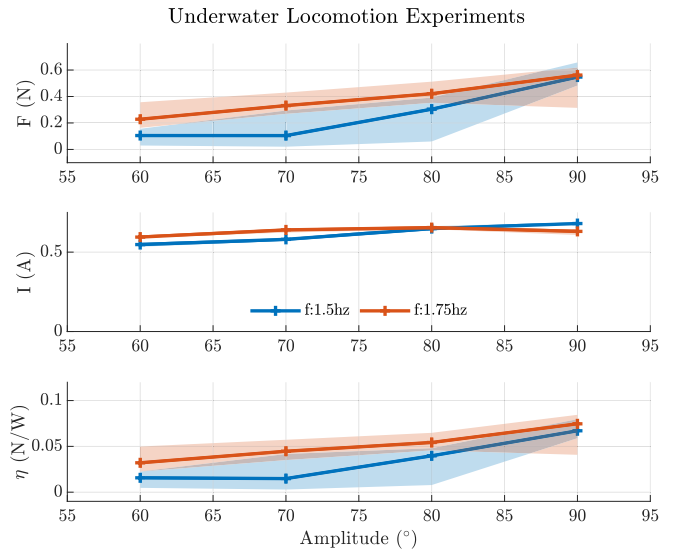 Underwater Locomotion Experiments
F (N)
0.6
0.4
0.2
0
55 60 65 70 75 80 85 90 95
I (A)
0.5
0
f:1.5hz f:1.75hz
55 60 65 70 75 80 85 90 95
η (N/W)
0.1
0.05
0
55 60 65 70 75 80 85 90 95
Amplitude (°)